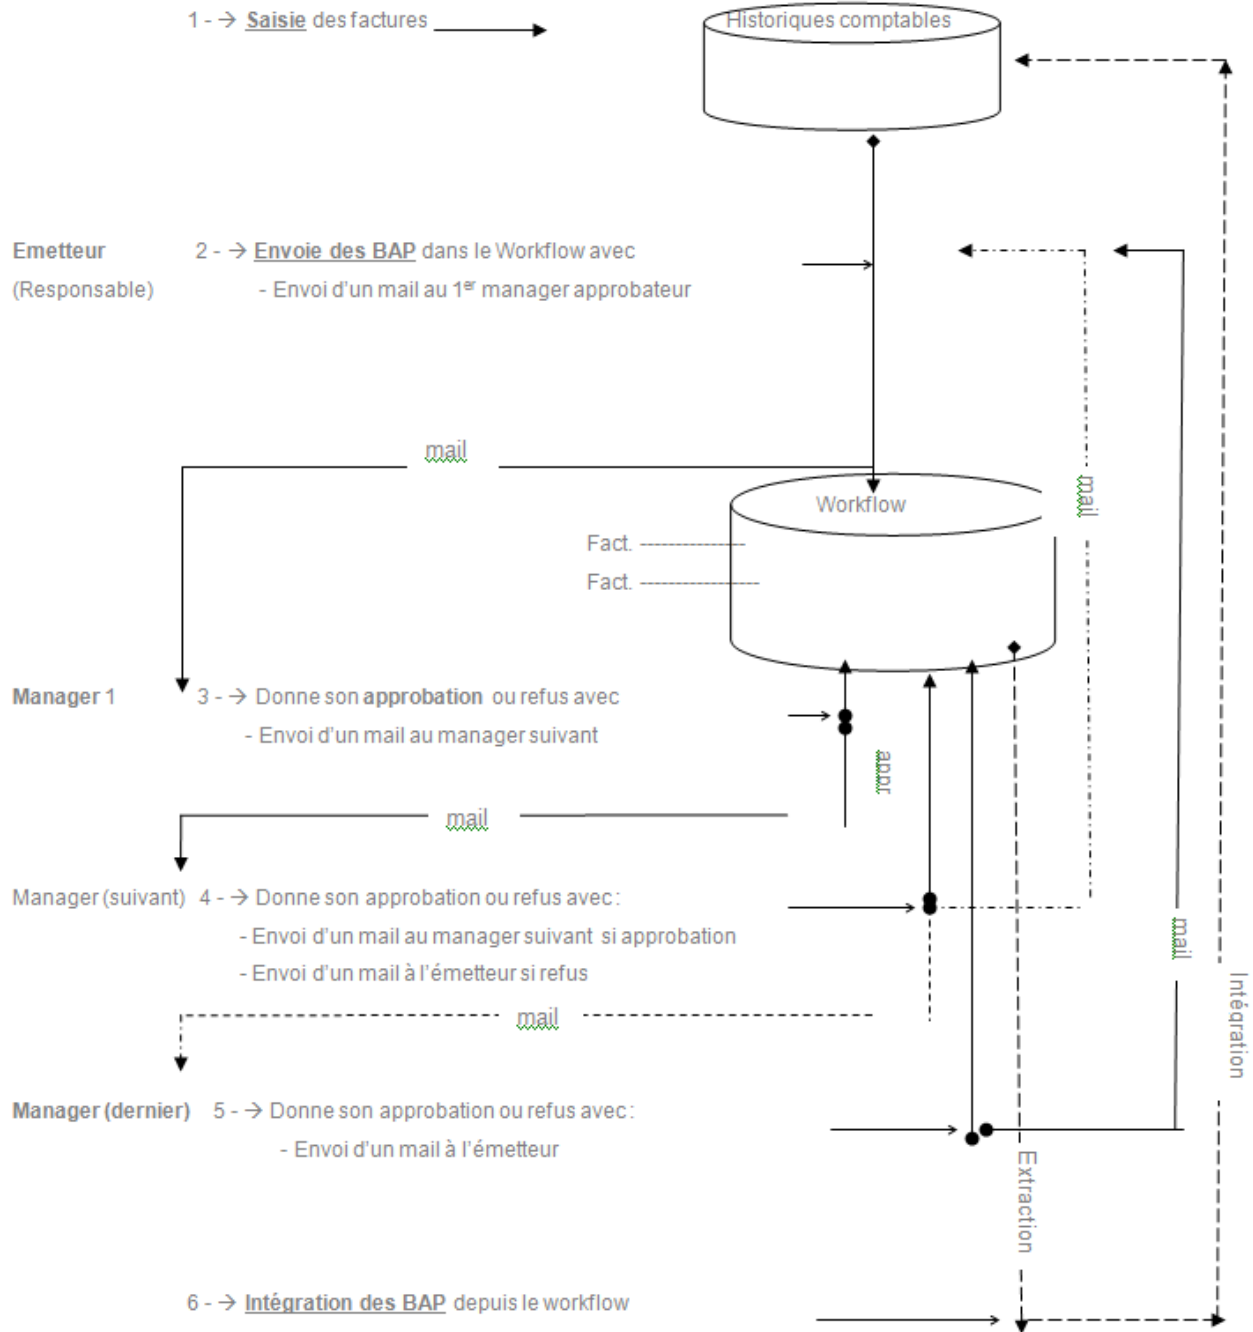 1 - → Saisie des factures
Historiques comptables
Emetteur 2 - → Envoie des BAP dans le Workflow avec
(Responsable) - Envoi d'un mail au 1er manager approbateur
mail
mail
Workflow
Fact.
Fact.
Manager 1 3 - → Donne son approbation ou refus avec
- Envoi d'un mail au manager suivant
appr
mail
Manager (suivant) 4 - → Donne son approbation ou refus avec :
- Envoi d'un mail au manager suivant si approbation
- Envoi d'un mail à l'émetteur si refus
mail
mail
Intégration
Manager (dernier) 5 - → Donne son approbation ou refus avec :
- Envoi d'un mail à l'émetteur
Extraction
6 - → Intégration des BAP depuis le workflow